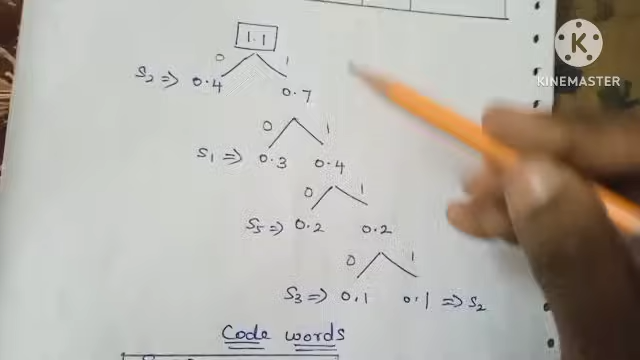 K
KINEMASTER
1.1
0 1
S2 => 0.4 0.7
0 1
S1 => 0.3 0.4
0 1
S5 => 0.2 0.2
0 1
S3 => 0.1 0.1 => S2
Code words